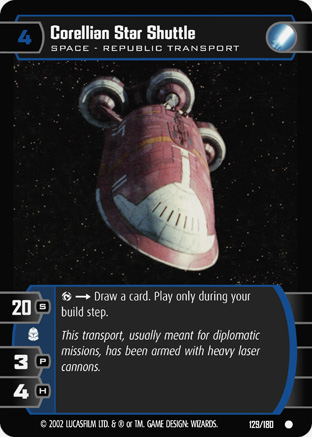 4 Corellian Star Shuttle
SPACE - REPUBLIC TRANSPORT
20 S
→ Draw a card. Play only during your
build step.
This transport, usually meant for diplomatic
missions, has been armed with heavy laser
cannons.
3 P
4 H
© 2002 LUCASFILM LTD. & ® or TM. GAME DESIGN: WIZARDS. 129/180